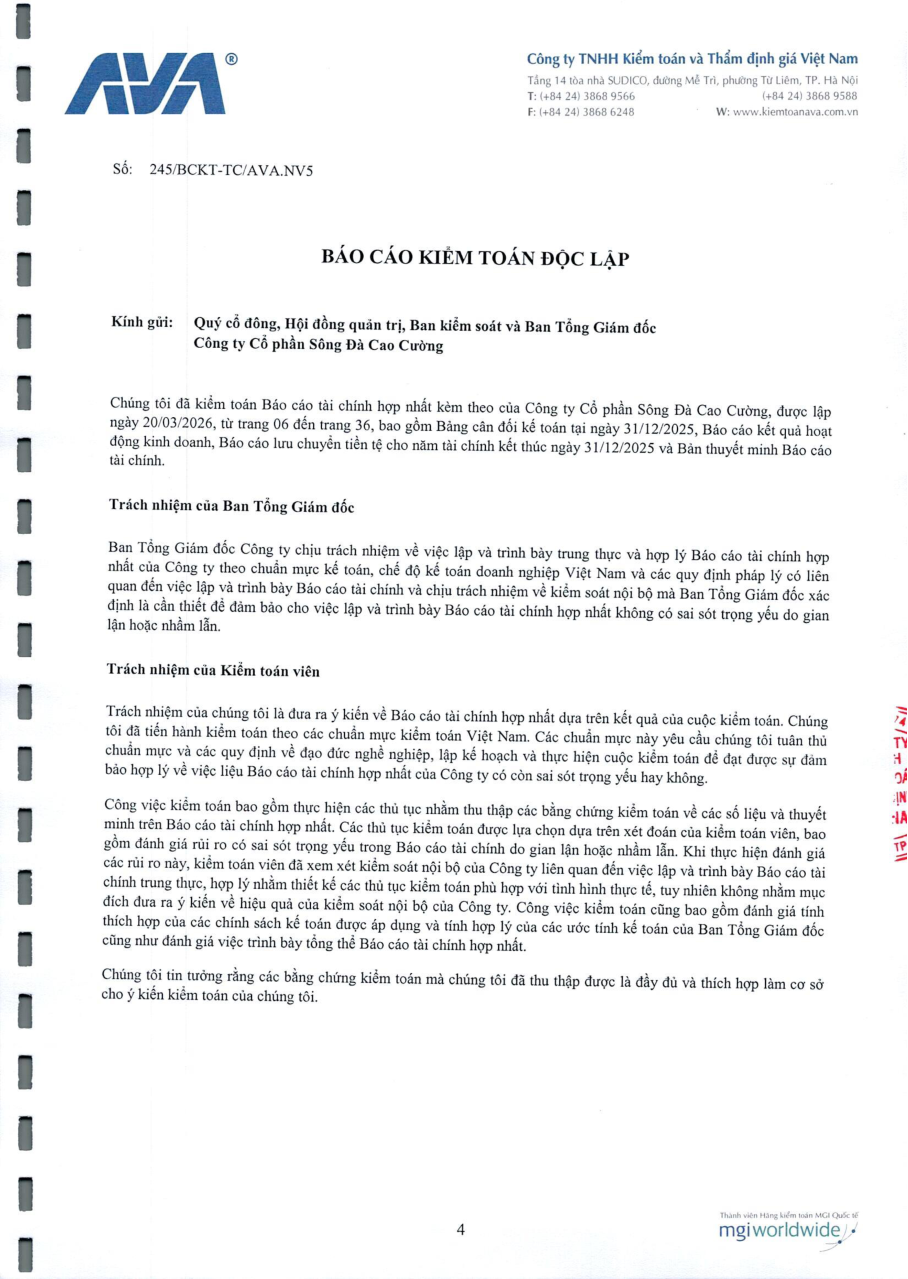 AVA®
Công ty TNHH Kiểm toán và Thẩm định giá Việt Nam
Tầng 14 tòa nhà SUDICO, đường Mễ Trì, phường Từ Liêm, TP. Hà Nội
T: (+84 24) 3868 9566 (+84 24) 3868 9588
F: (+84 24) 3868 6248 W: www.kiemtoanava.com.vn
Số: 245/BCKT-TC/AVA.NV5
BÁO CÁO KIỂM TOÁN ĐỘC LẬP
Kính gửi: Quý cổ đông, Hội đồng quản trị, Ban kiểm soát và Ban Tổng Giám đốc
Công ty Cổ phần Sông Đà Cao Cường
Chúng tôi đã kiểm toán Báo cáo tài chính hợp nhất kèm theo của Công ty Cổ phần Sông Đà Cao Cường, được lập
ngày 20/03/2026, từ trang 06 đến trang 36, bao gồm Bảng cân đối kế toán tại ngày 31/12/2025, Báo cáo kết quả hoạt
động kinh doanh, Báo cáo lưu chuyển tiền tệ cho năm tài chính kết thúc ngày 31/12/2025 và Bản thuyết minh Báo cáo
tài chính.
Trách nhiệm của Ban Tổng Giám đốc
Ban Tổng Giám đốc Công ty chịu trách nhiệm về việc lập và trình bày trung thực và hợp lý Báo cáo tài chính hợp
nhất của Công ty theo chuẩn mực kế toán, chế độ kế toán doanh nghiệp Việt Nam và các quy định pháp lý có liên
quan đến việc lập và trình bày Báo cáo tài chính và chịu trách nhiệm về kiểm soát nội bộ mà Ban Tổng Giám đốc xác
định là cần thiết để đảm bảo cho việc lập và trình bày Báo cáo tài chính hợp nhất không có sai sót trọng yếu do gian
lận hoặc nhầm lẫn.
Trách nhiệm của Kiểm toán viên
Trách nhiệm của chúng tôi là đưa ra ý kiến về Báo cáo tài chính hợp nhất dựa trên kết quả của cuộc kiểm toán. Chúng
tôi đã tiến hành kiểm toán theo các chuẩn mực kiểm toán Việt Nam. Các chuẩn mực này yêu cầu chúng tôi tuân thủ
chuẩn mực và các quy định về đạo đức nghề nghiệp, lập kế hoạch và thực hiện cuộc kiểm toán để đạt được sự đảm
bảo hợp lý về việc liệu Báo cáo tài chính hợp nhất của Công ty có còn sai sót trọng yếu hay không.
Công việc kiểm toán bao gồm thực hiện các thủ tục nhằm thu thập các bằng chứng kiểm toán về các số liệu và thuyết
minh trên Báo cáo tài chính hợp nhất. Các thủ tục kiểm toán được lựa chọn dựa trên xét đoán của kiểm toán viên, bao
gồm đánh giá rủi ro có sai sót trọng yếu trong Báo cáo tài chính do gian lận hoặc nhầm lẫn. Khi thực hiện đánh giá
các rủi ro này, kiểm toán viên đã xem xét kiểm soát nội bộ của Công ty liên quan đến việc lập và trình bày Báo cáo tài
chính trung thực, hợp lý nhằm thiết kế các thủ tục kiểm toán phù hợp với tình hình thực tế, tuy nhiên không nhằm mục
đích đưa ra ý kiến về hiệu quả của kiểm soát nội bộ của Công ty. Công việc kiểm toán cũng bao gồm đánh giá tính
thích hợp của các chính sách kế toán được áp dụng và tính hợp lý của các ước tính kế toán của Ban Tổng Giám đốc
cũng như đánh giá việc trình bày tổng thể Báo cáo tài chính hợp nhất.
Chúng tôi tin tưởng rằng các bằng chứng kiểm toán mà chúng tôi đã thu thập được là đầy đủ và thích hợp làm cơ sở
cho ý kiến kiểm toán của chúng tôi.
4
Thành viên Hãng kiểm toán MGI Quốc tế
mgiworldwide